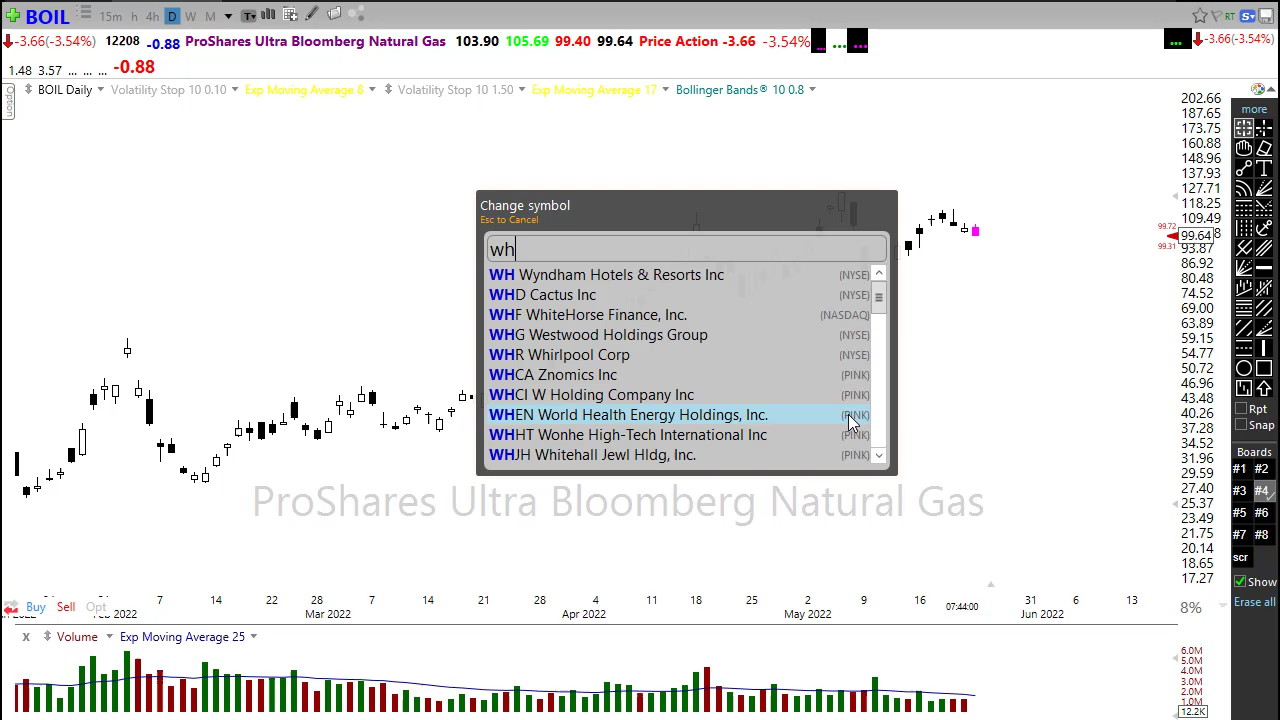 BOIL 15m h 4h D W M T RT S
-3.66(-3.54%) 12208 -0.88 ProShares Ultra Bloomberg Natural Gas 103.90 105.69 99.40 99.64 Price Action -3.66 -3.54% ... ... ... ... -3.66(-3.54%)
1.48 3.57 ... ... ... -0.88
Option
BOIL Daily Volatility Stop 10 0.10 Exp Moving Average 8 Volatility Stop 10 1.50 Exp Moving Average 17 Bollinger Bands® 10 0.8
202.66
187.65
173.75
160.88
148.96
137.93
127.71
118.25
109.49
99.72
99.64
99.31
93.87
86.92
80.48
74.52
69.00
63.89
59.15
54.77
50.72
46.96
43.48
40.26
37.28
34.52
31.96
29.59
27.40
25.37
23.49
21.75
20.14
18.65
17.27
Change symbol
Esc to Cancel
wh
WH Wyndham Hotels & Resorts Inc (NYSE)
WHD Cactus Inc (NYSE)
WHF WhiteHorse Finance, Inc. (NASDAQ)
WHG Westwood Holdings Group (NYSE)
WHR Whirlpool Corp (NYSE)
WHCA Znomics Inc (PINK)
WHCI W Holding Company Inc (PINK)
WHEN World Health Energy Holdings, Inc. (PINK)
WHHT Wonhe High-Tech International Inc (PINK)
WHJH Whitehall Jewl Hldg, Inc. (PINK)
ProShares Ultra Bloomberg Natural Gas
more
Rpt
Snap
Boards
#1 #2
#3 #4
#5 #6
#7 #8
scr
Show
Erase all
7 14 22 28 7 14 21 28 4 11 18 25 2 9 16 07:44:00 31 6 13
Buy Sell Opt 2022 Mar 2022 Apr 2022 May 2022 Jun 2022 8%
x Volume Exp Moving Average 25
6.0M
5.0M
4.0M
3.0M
2.0M
1.0M
12.2K